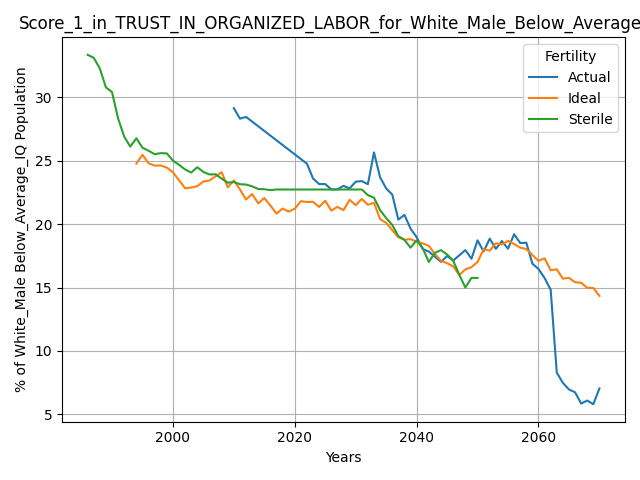 Score_1_in_TRUST_IN_ORGANIZED_LABOR_for_White_Male_Below_Average
Fertility
Actual
Ideal
Sterile
% of White_Male Below_Average_IQ Population
30
25
20
15
10
5
2000 2020 2040 2060
Years